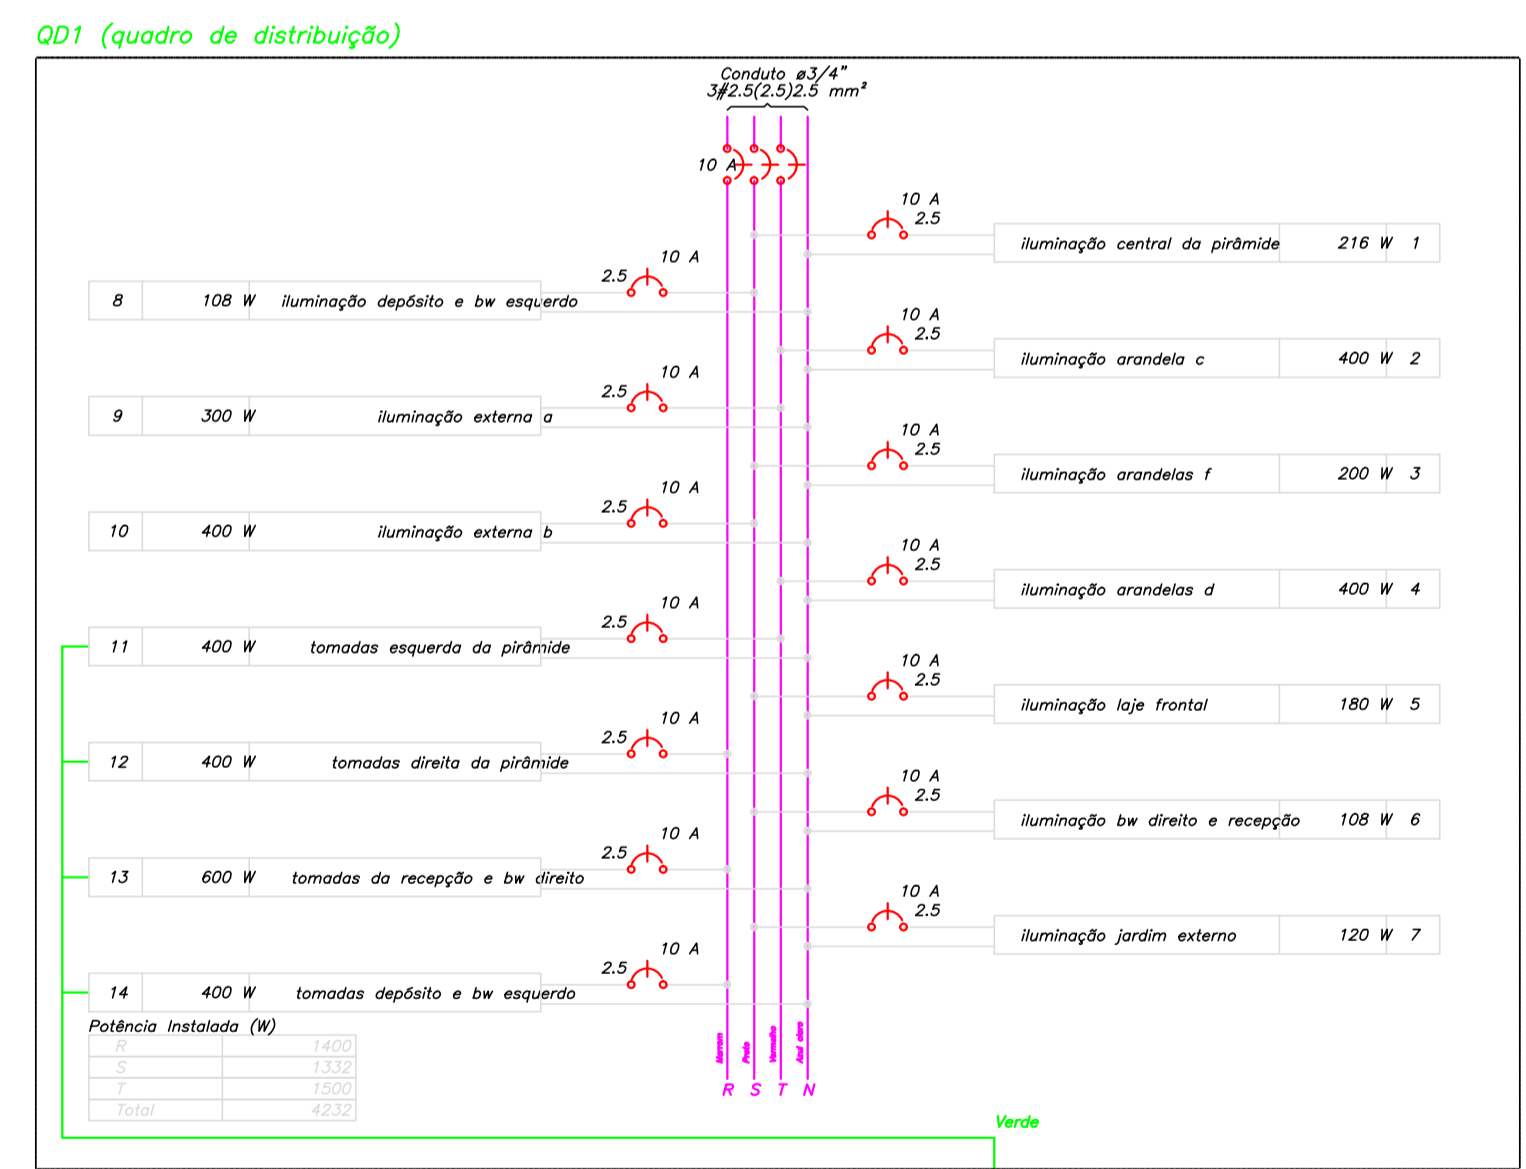 QD1 (quadro de distribuição)
Conduto ø3/4"
3#2.5(2.5)2.5 mm²
10 A
10 A
2.5
iluminação central da pirâmide 216 W 1
10 A
2.5
8 108 W iluminação depósito e bw esquerdo
10 A
2.5
iluminação arandela c 400 W 2
10 A
2.5
9 300 W iluminação externa a
10 A
2.5
iluminação arandelas f 200 W 3
10 A
2.5
10 400 W iluminação externa b
10 A
2.5
iluminação arandelas d 400 W 4
10 A
2.5
11 400 W tomadas esquerda da pirâmide
10 A
2.5
iluminação laje frontal 180 W 5
10 A
2.5
12 400 W tomadas direita da pirâmide
10 A
2.5
iluminação bw direito e recepção 108 W 6
10 A
2.5
13 600 W tomadas da recepção e bw direito
10 A
2.5
iluminação jardim externo 120 W 7
10 A
2.5
14 400 W tomadas depósito e bw esquerdo
Potência Instalada (W)
R 1400
S 1332
T 1500
Total 4232
Marrom
Preto
Vermelho
Azul claro
R S T N
Verde